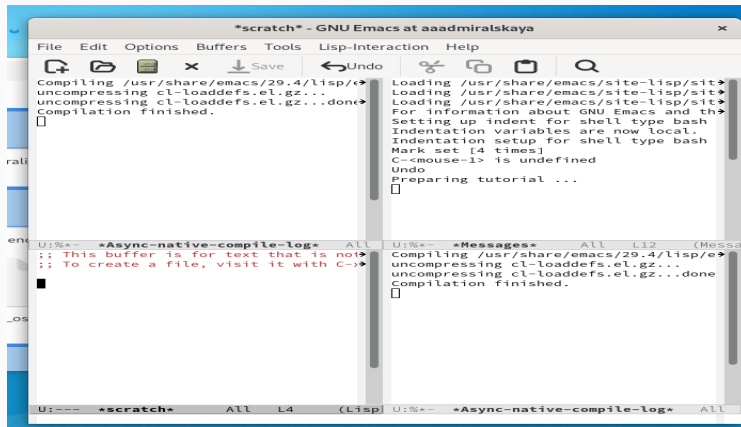 *scratch* - GNU Emacs at aaadmiralskaya
File Edit Options Buffers Tools Lisp-Interaction Help
Save Undo
Compiling /usr/share/emacs/29.4/lisp/e
uncompressing cl-loaddefs.el.gz...
uncompressing cl-loaddefs.el.gz...done
Compilation finished.
U:%*- *Async-native-compile-log* All
Loading /usr/share/emacs/site-lisp/sit
Loading /usr/share/emacs/site-lisp/sit
Loading /usr/share/emacs/site-lisp/sit
For information about GNU Emacs and th
Setting up indent for shell type bash
Indentation variables are now local.
Indentation setup for shell type bash
Mark set [4 times]
C-<mouse-1> is undefined
Undo
Preparing tutorial ...
U:%*- *Messages* All L12 (Messa
;; This buffer is for text that is not
;; To create a file, visit it with C-x
U:--- *scratch* All L4 (Lisp
Compiling /usr/share/emacs/29.4/lisp/e
uncompressing cl-loaddefs.el.gz...
uncompressing cl-loaddefs.el.gz...done
Compilation finished.
U:%*- *Async-native-compile-log* All
rali
enc
_os